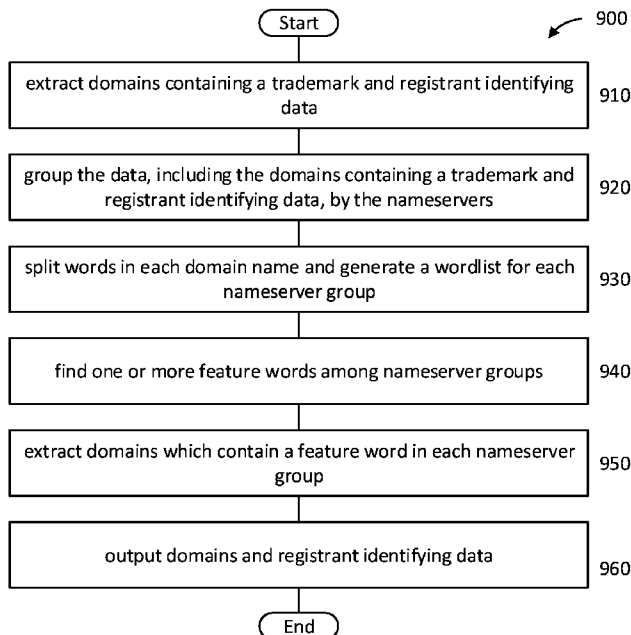 Start
900
extract domains containing a trademark and registrant identifying
data
910
group the data, including the domains containing a trademark and
registrant identifying data, by the nameservers
920
split words in each domain name and generate a wordlist for each
nameserver group
930
find one or more feature words among nameserver groups
940
extract domains which contain a feature word in each nameserver
group
950
output domains and registrant identifying data
960
End